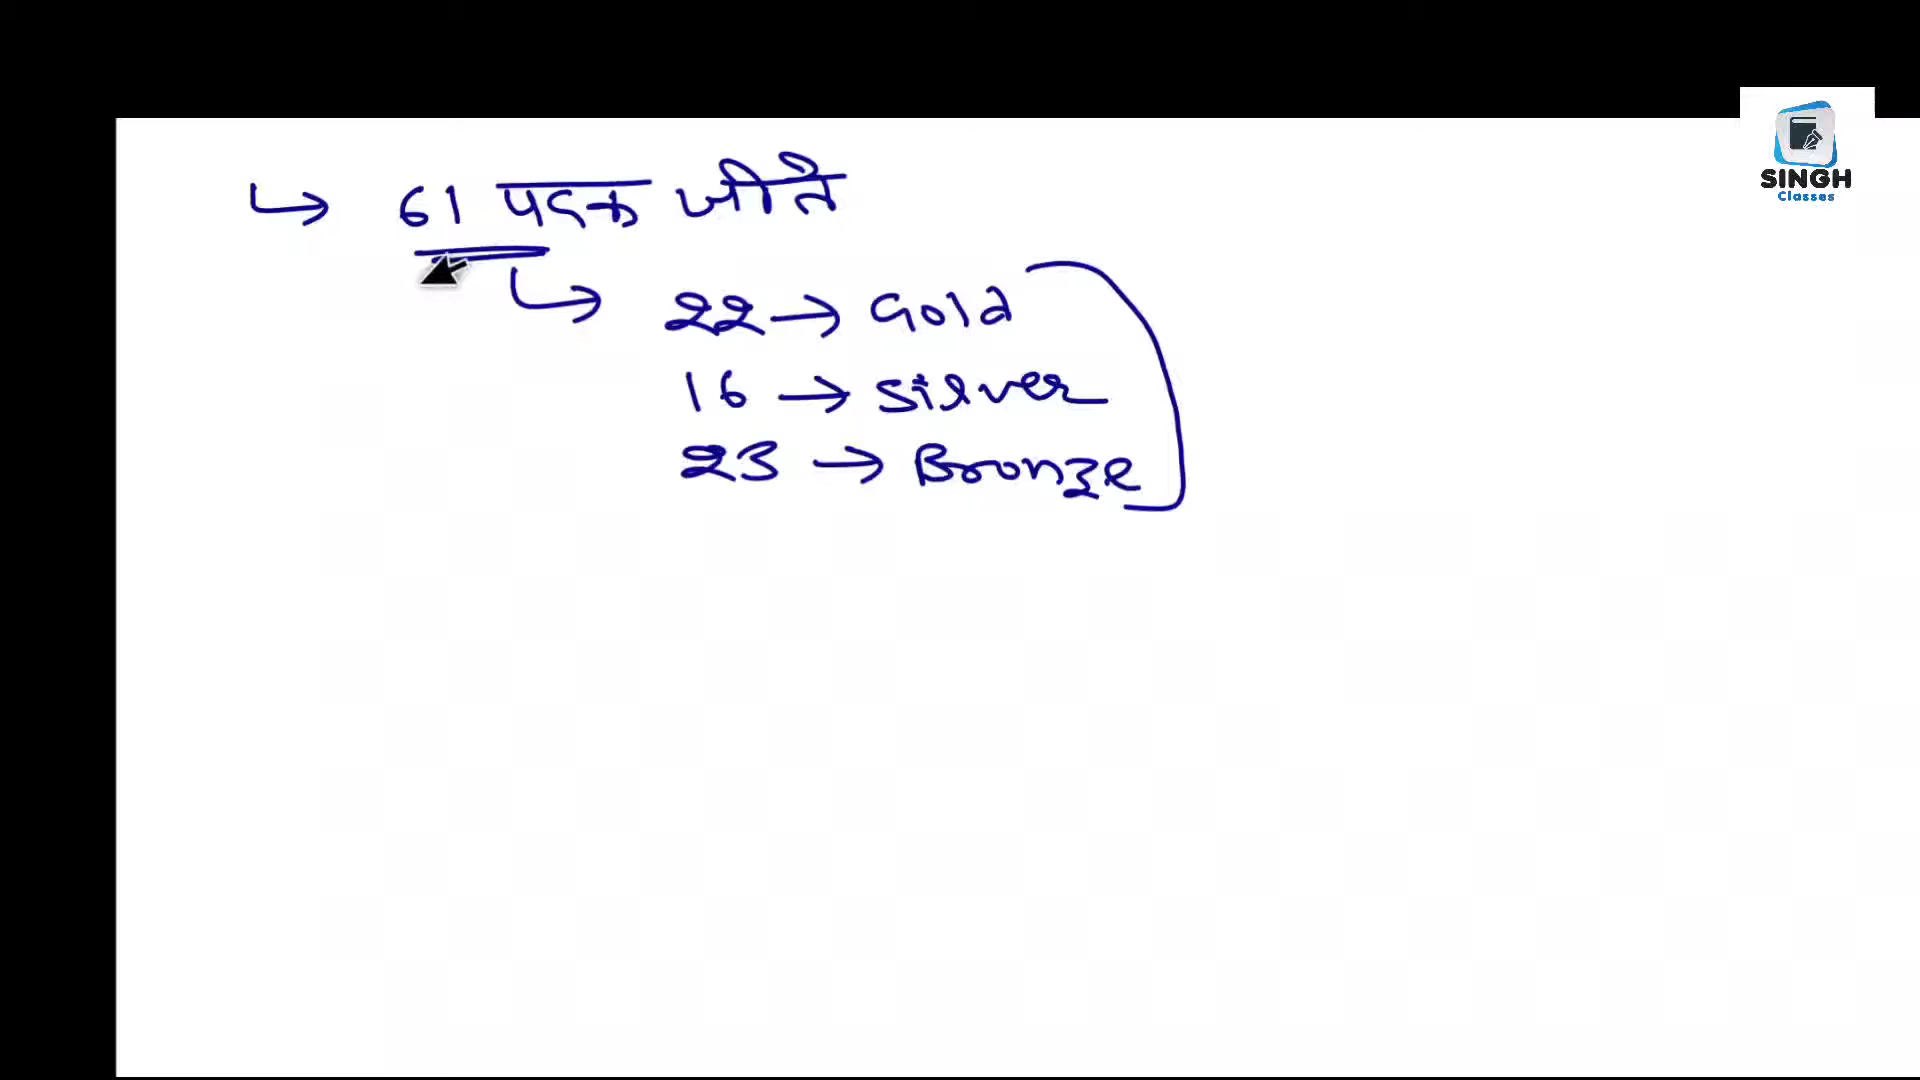 ↳ 61 पदक जीते
↳ 22 → Gold
16 → Silver
23 → Bronze
SINGH
Classes